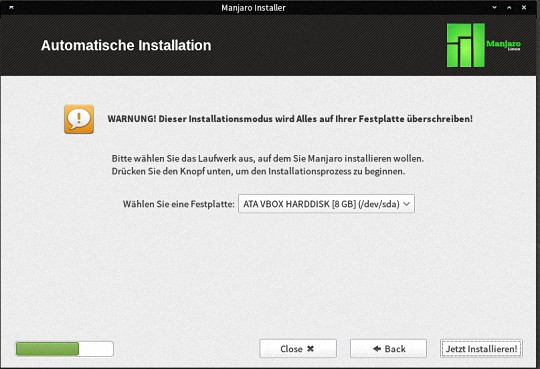 Manjaro Installer
Automatische Installation
Manjaro
Linux
WARNUNG! Dieser Installationsmodus wird Alles auf Ihrer Festplatte überschreiben!
Bitte wählen Sie das Laufwerk aus, auf dem Sie Manjaro installieren wollen.
Drücken Sie den Knopf unten, um den Installationsprozess zu beginnen.
Wählen Sie eine Festplatte: ATA VBOX HARDDISK [8 GB] (/dev/sda)
Close Back Jetzt Installieren!